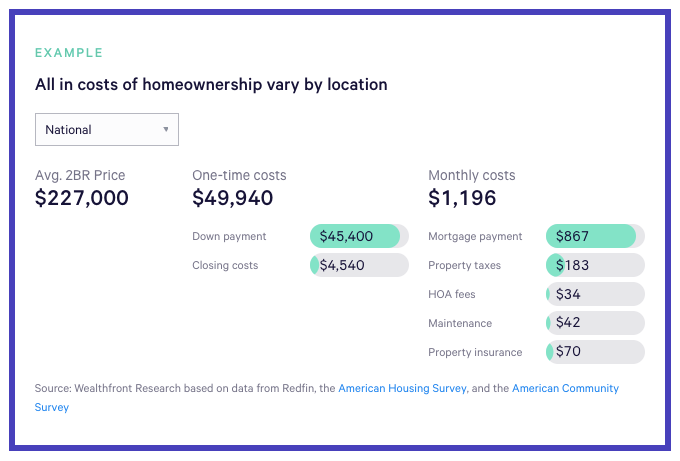 EXAMPLE
All in costs of homeownership vary by location
National
Avg. 2BR Price
$227,000
One-time costs
$49,940
Down payment $45,400
Closing costs $4,540
Monthly costs
$1,196
Mortgage payment $867
Property taxes $183
HOA fees $34
Maintenance $42
Property insurance $70
Source: Wealthfront Research based on data from Redfin, the American Housing Survey, and the American Community
Survey